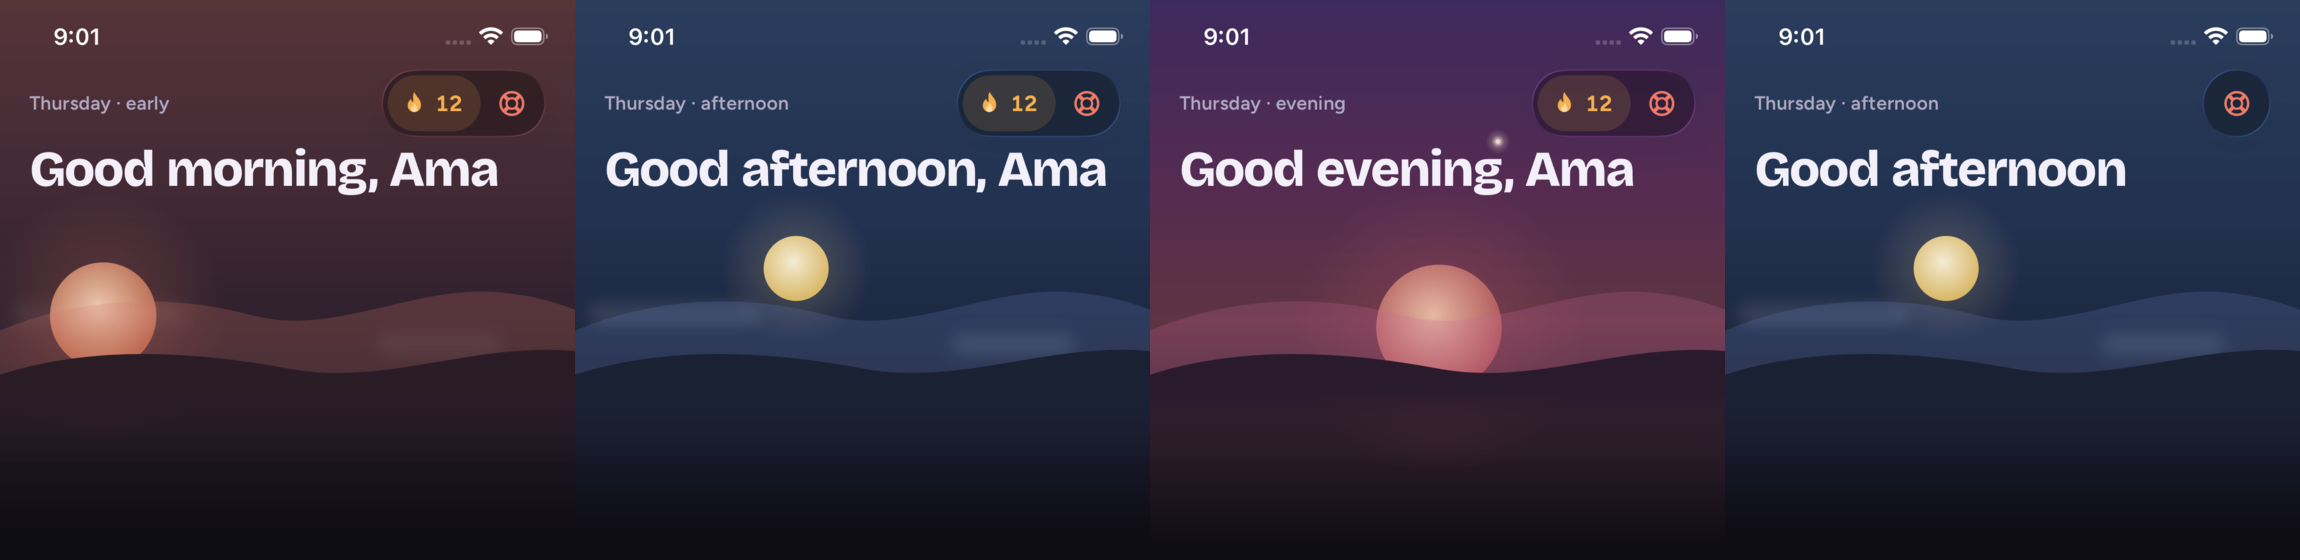 9:01
Thursday · early
12
Good morning, Ama
9:01
Thursday · afternoon
12
Good afternoon, Ama
9:01
Thursday · evening
12
Good evening, Ama
9:01
Thursday · afternoon
Good afternoon